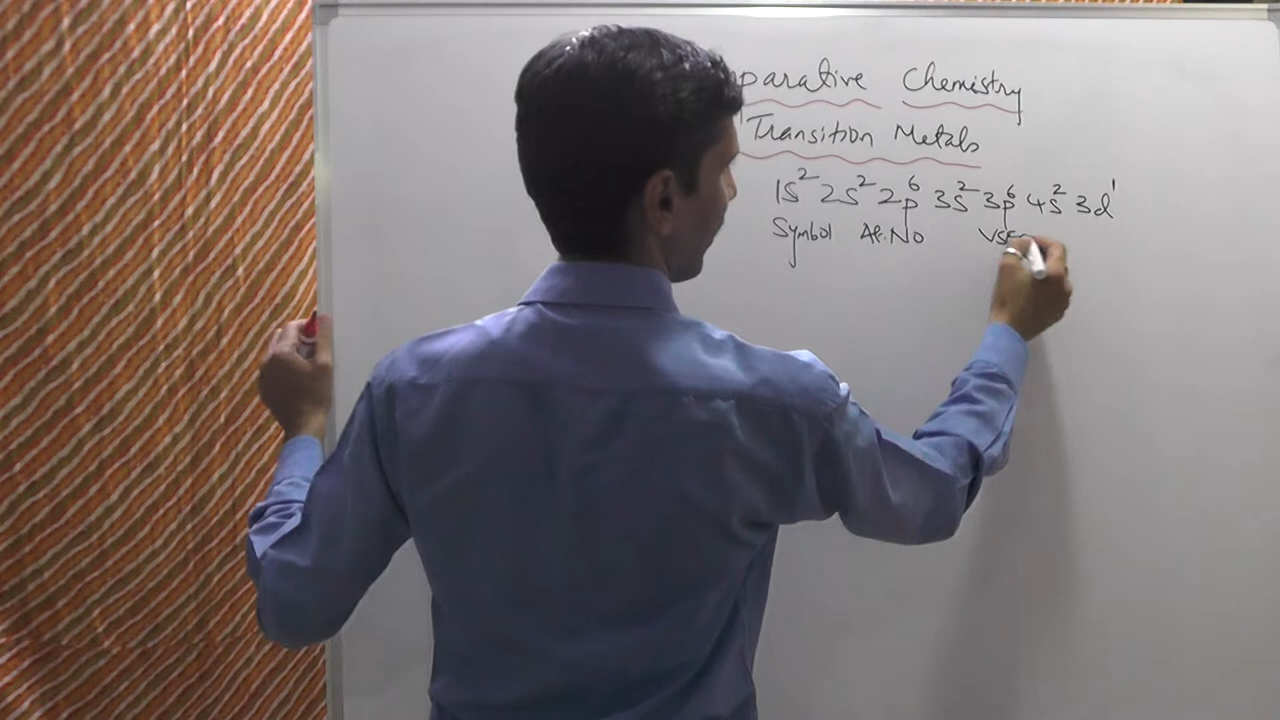 parative Chemistry
Transition Metals
1s² 2s² 2p⁶ 3s² 3p⁶ 4s² 3d¹
Symbol At.No